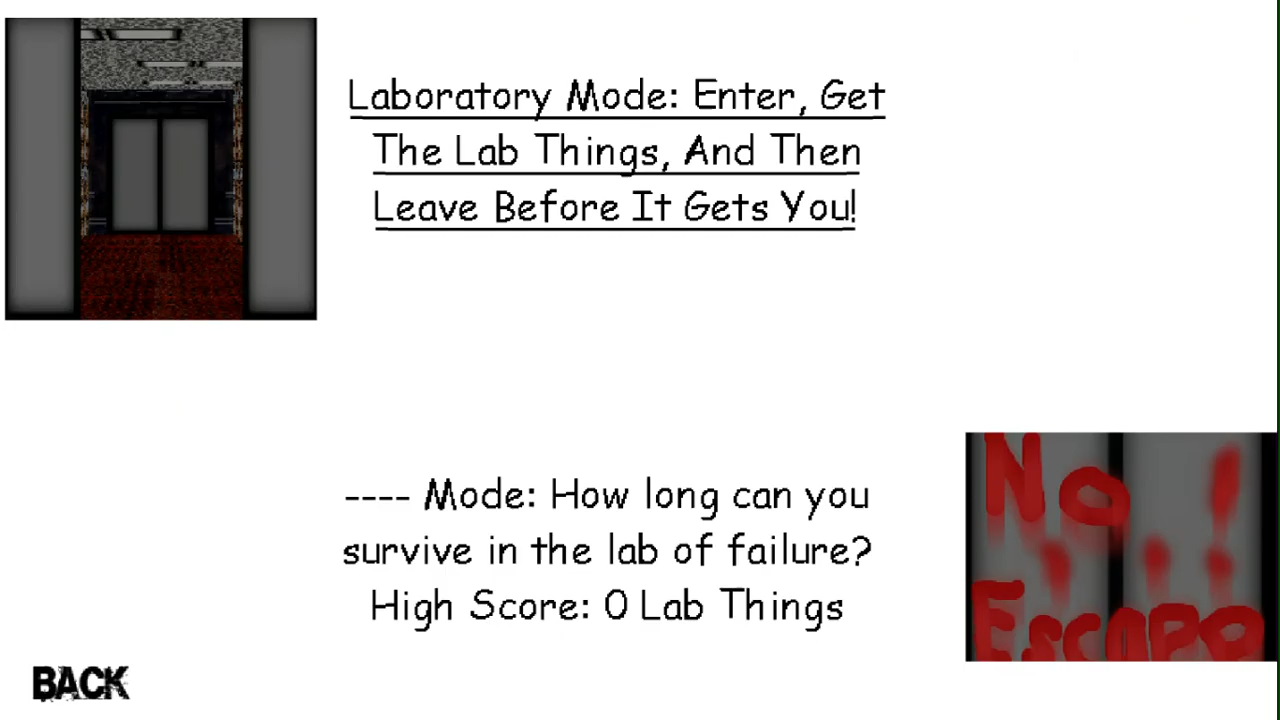 Laboratory Mode: Enter, Get
The Lab Things, And Then
Leave Before It Gets You!
---- Mode: How long can you
survive in the lab of failure?
High Score: 0 Lab Things
No !
Escape
BACK